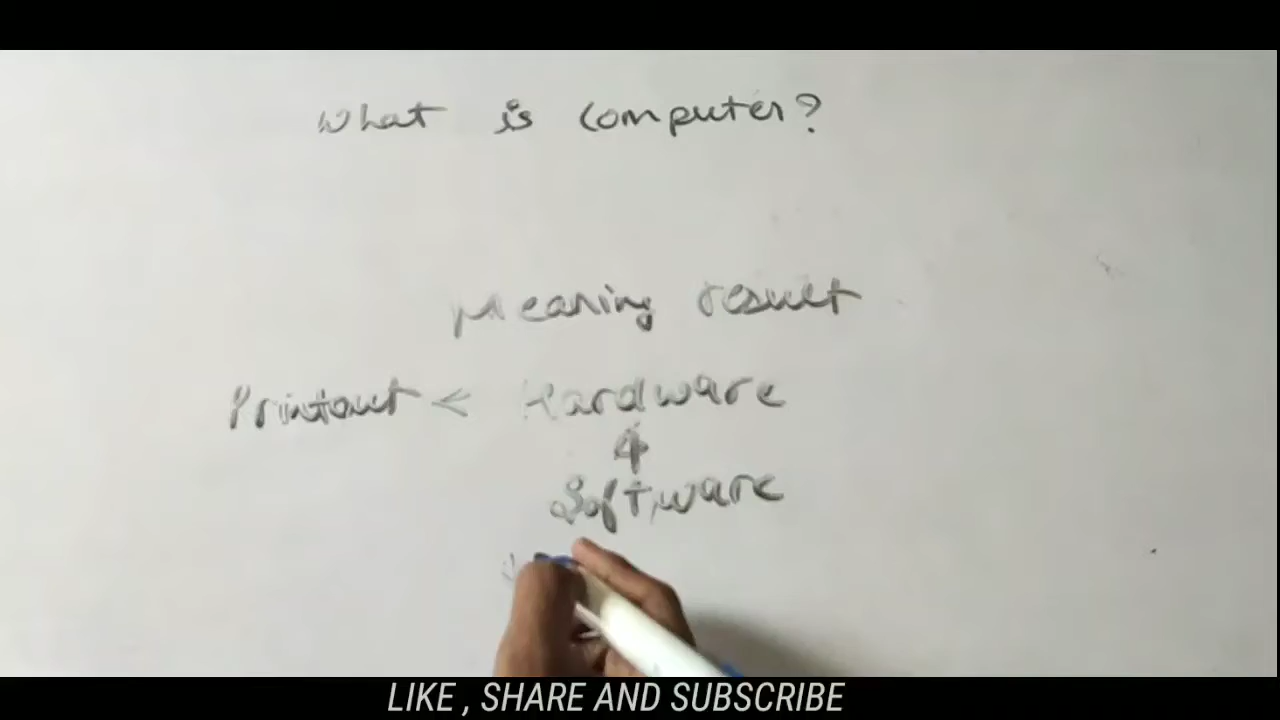 What is computer?
Meaning result
Printout < Hardware
&
Software
LIKE , SHARE AND SUBSCRIBE